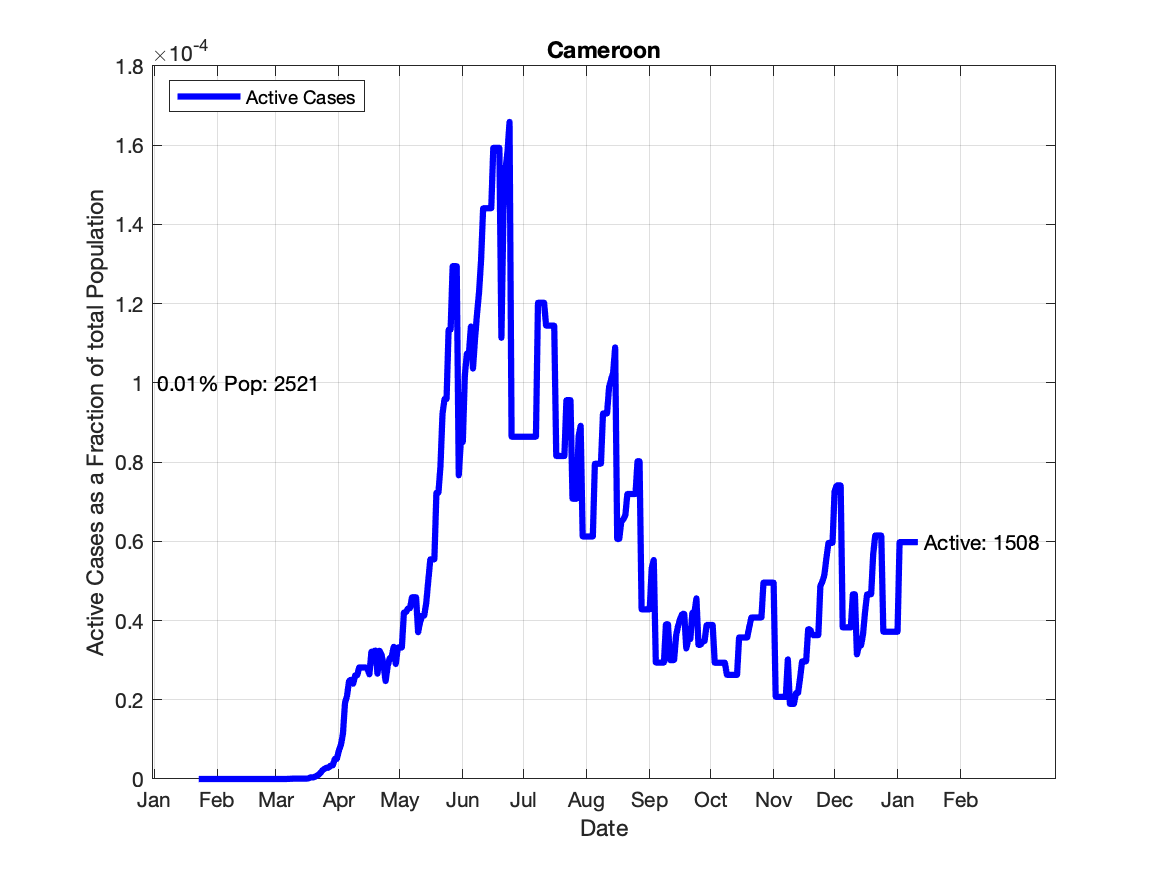 Cameroon
×10-4
Active Cases
1.8
1.6
1.4
1.2
1
0.8
0.6
0.4
0.2
0
Active Cases as a Fraction of total Population
0.01% Pop: 2521
Active: 1508
Jan Feb Mar Apr May Jun Jul Aug Sep Oct Nov Dec Jan Feb
Date